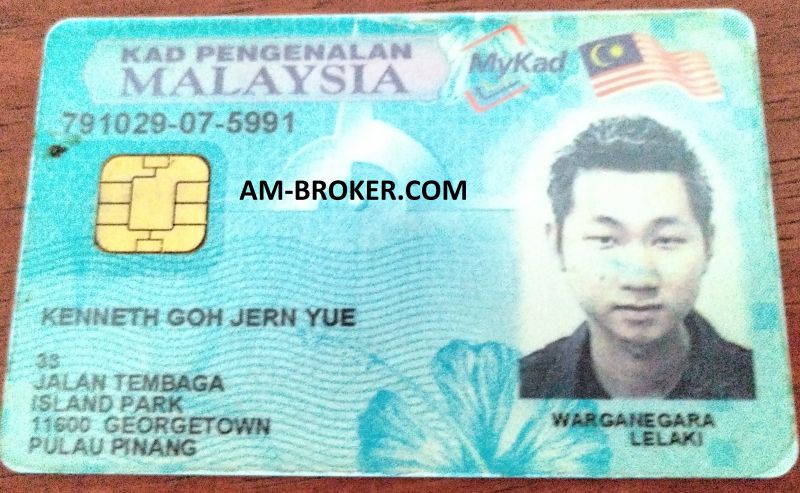 KAD PENGENALAN
MALAYSIA
MyKad
791029-07-5991
AM-BROKER.COM
KENNETH GOH JERN YUE
33
JALAN TEMBAGA
ISLAND PARK
11600 GEORGETOWN
PULAU PINANG
WARGANEGARA
LELAKI